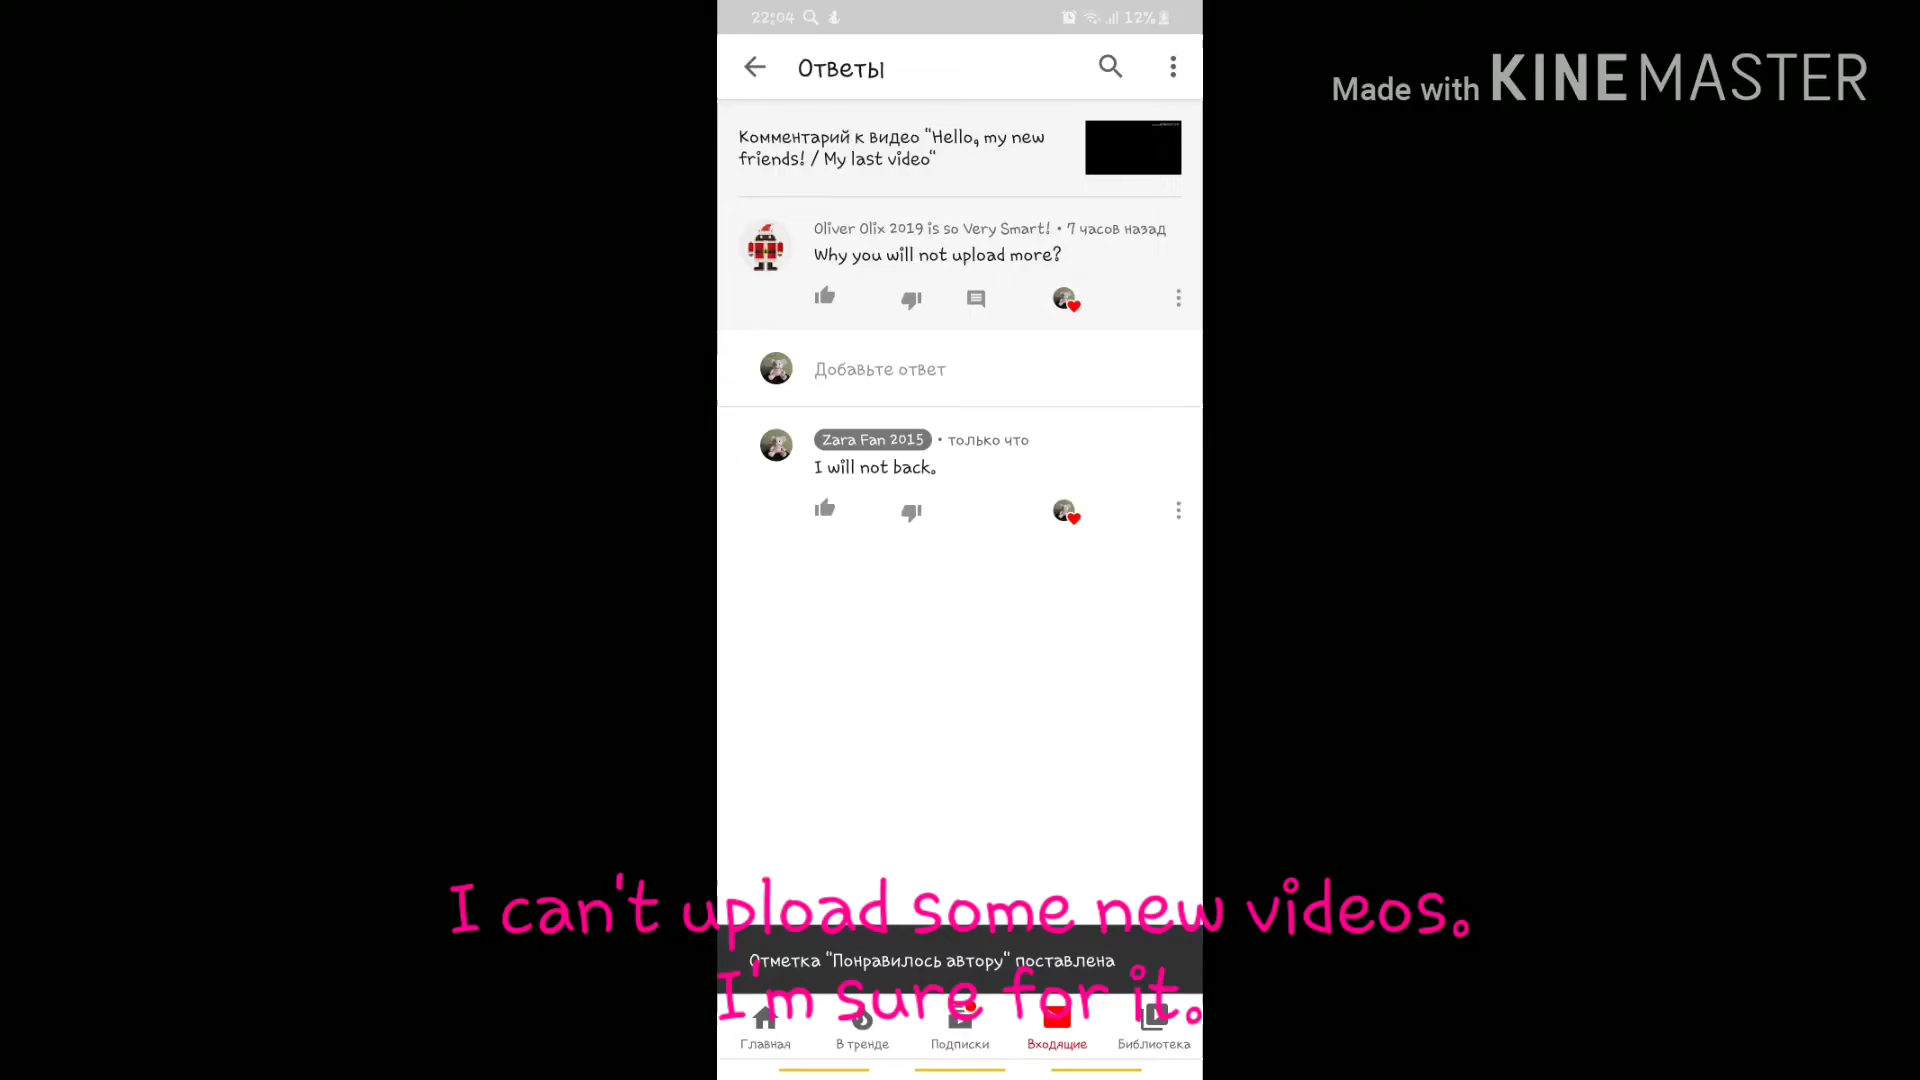 22:04
12%
Made with KINEMASTER
Ответы
Комментарий к видео "Hello, my new
friends! / My last video"
Oliver Olix 2019 is so Very Smart! • 7 часов назад
Why you will not upload more?
Добавьте ответ
Zara Fan 2015 • только что
I will not back.
I can't upload some new videos.
Отметка "Понравилось автору" поставлена
I'm sure for it.
Главная
В тренде
Подписки
Входящие
Библиотека